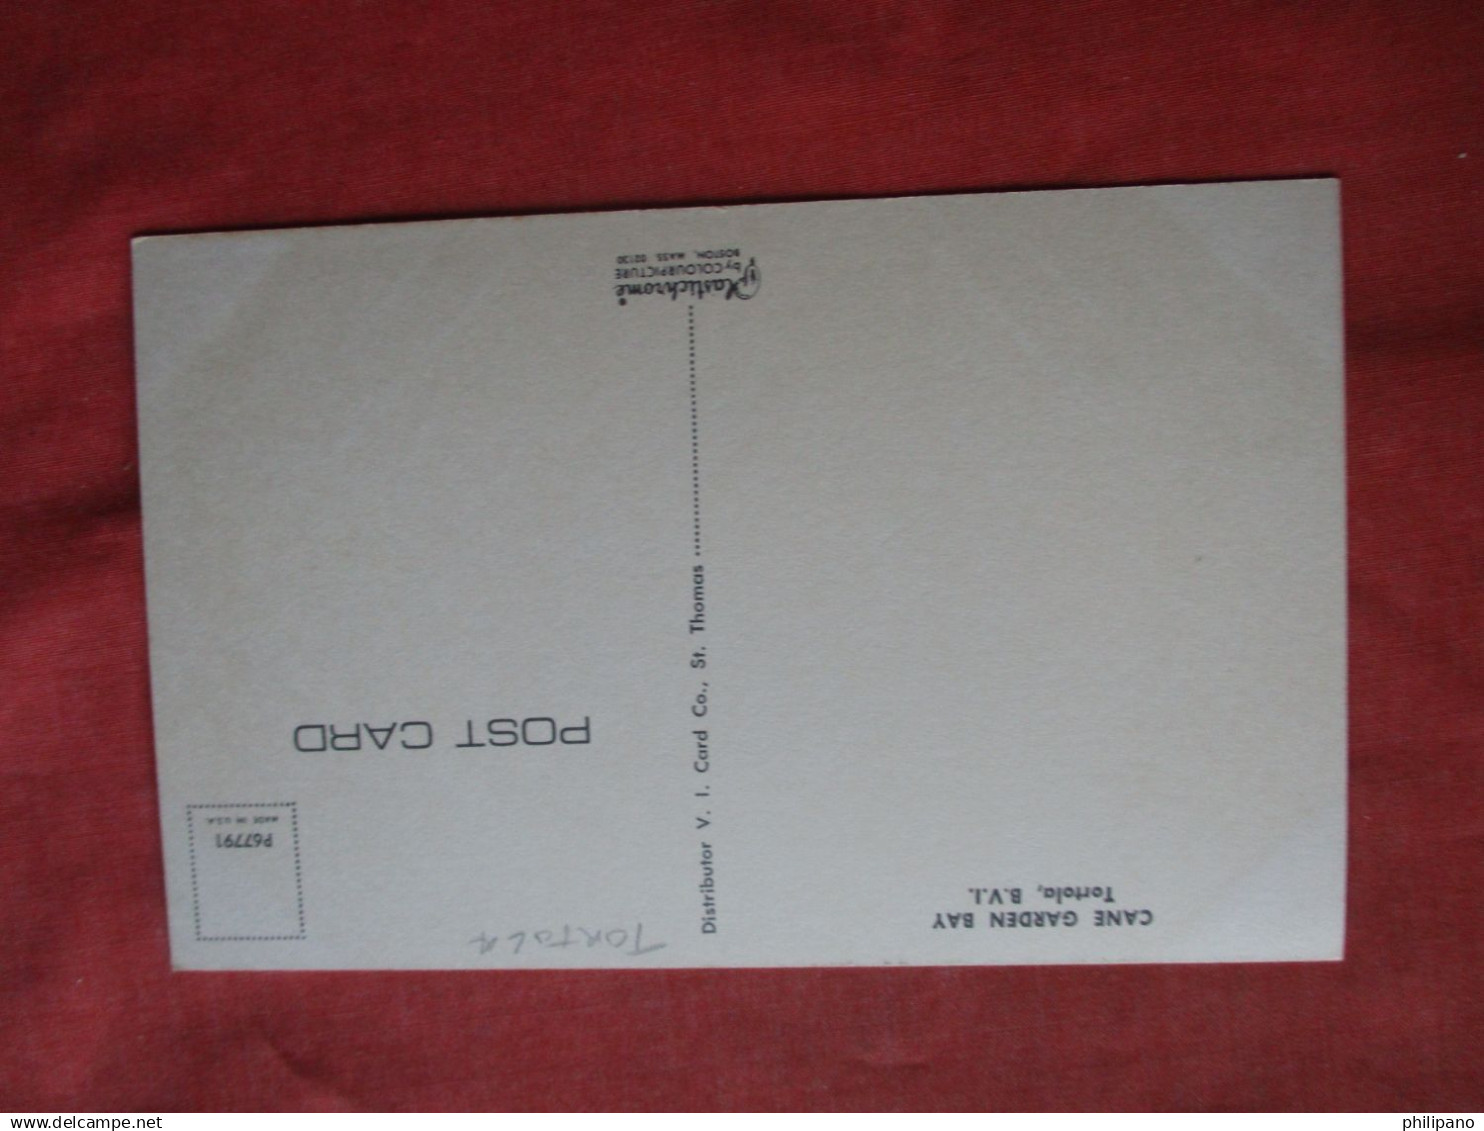 CANE GARDEN BAY
Tortola, B.V.I.
TORTOLA
P67791
MADE IN U.S.A.
POST CARD
Distributor V. I. Card Co., St. Thomas
Plastichrome
by COLOURPICTURE
BOSTON, MASS. 02130
www.delcampe.net
philipano